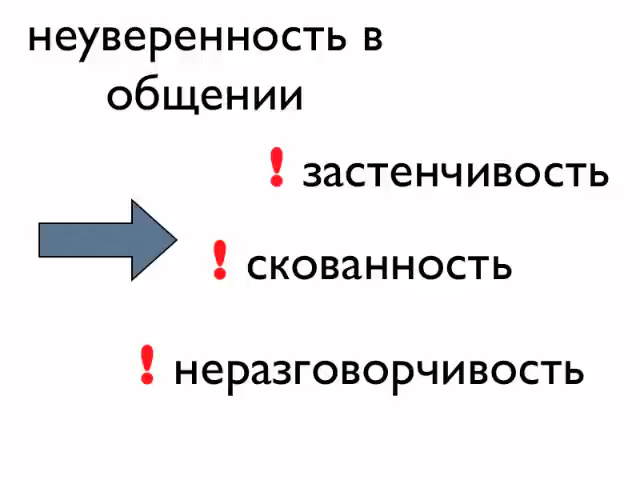 неуверенность в
общении
! застенчивость
! скованность
! неразговорчивость